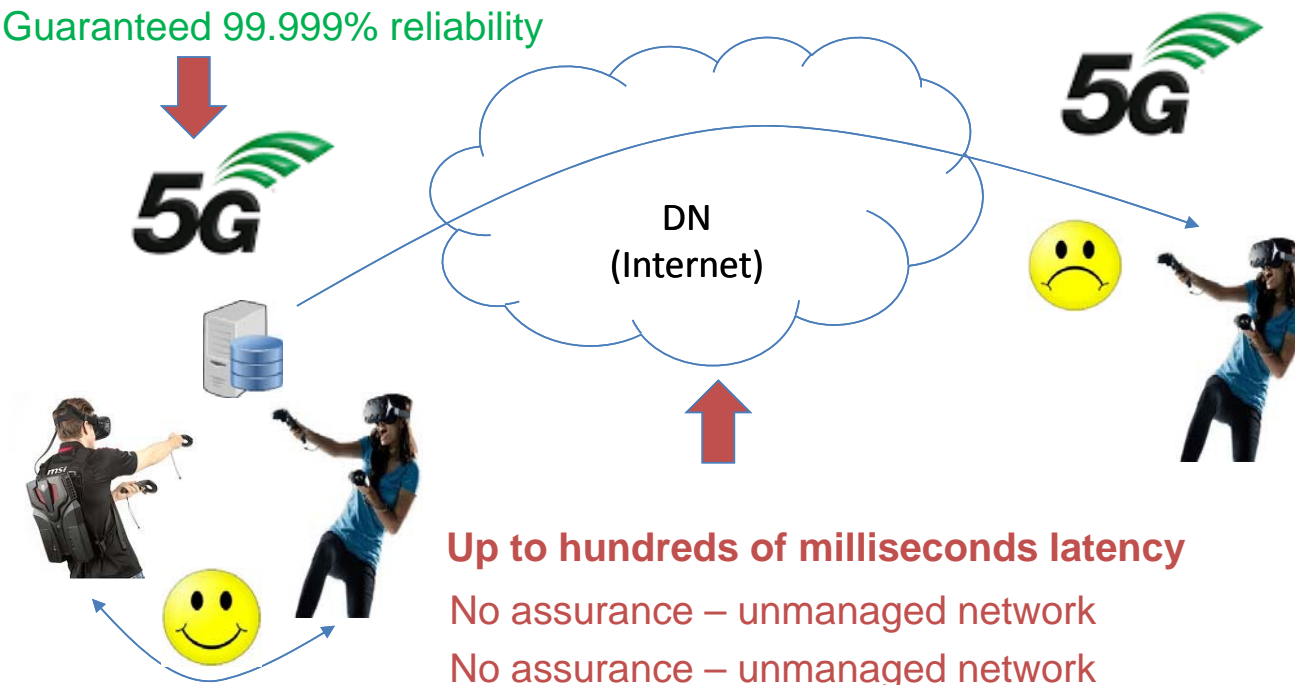 Guaranteed 99.999% reliability
5G
5G
DN
(Internet)
msi
Up to hundreds of milliseconds latency
No assurance – unmanaged network
No assurance – unmanaged network